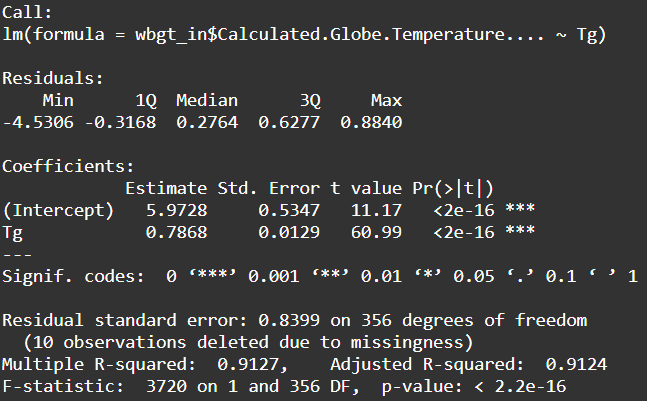 Call:
lm(formula = wbgt_in$Calculated.Globe.Temperature.... ~ Tg)

Residuals:
    Min      1Q  Median      3Q     Max
-4.5306 -0.3168  0.2764  0.6277  0.8840

Coefficients:
            Estimate Std. Error t value Pr(>|t|)
(Intercept)   5.9728     0.5347   11.17   <2e-16 ***
Tg            0.7868     0.0129   60.99   <2e-16 ***
---
Signif. codes:  0 ‘***’ 0.001 ‘**’ 0.01 ‘*’ 0.05 ‘.’ 0.1 ‘ ’ 1

Residual standard error: 0.8399 on 356 degrees of freedom
  (10 observations deleted due to missingness)
Multiple R-squared:  0.9127,    Adjusted R-squared:  0.9124
F-statistic:  3720 on 1 and 356 DF,  p-value: < 2.2e-16